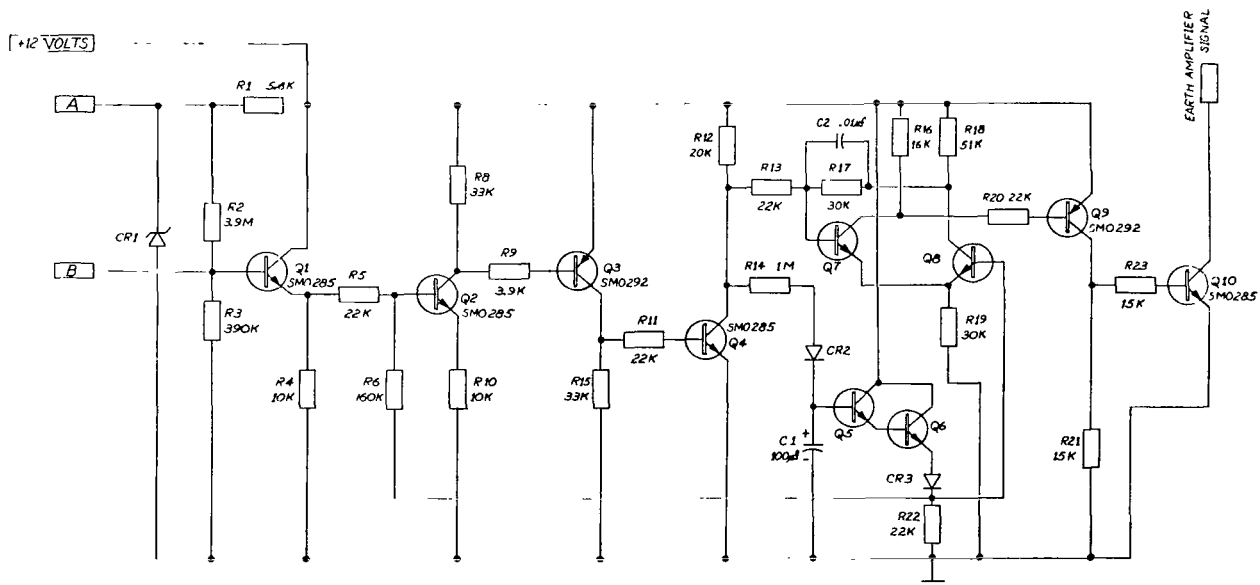 +12 VOLTS
EARTH AMPLIFIER
SIGNAL
A
R1 5.8K
B
CR1
R2
3.9M
R3
390K
Q1
SM0285
R4
10K
R5
22K
R6
160K
R8
33K
Q2
SM0285
R9
3.9K
R10
10K
Q3
SM0292
R11
22K
R15
33K
R12
20K
SM0285
Q4
R13
22K
R14 1M
C2 .01µf
R17
30K
Q7
CR2
C1
100µf
+
-
Q5
Q6
CR3
R22
22K
R16
16K
R18
51K
Q8
R19
30K
R20 22K
Q9
SM0292
R21
15K
R23
15K
Q10
SM0285